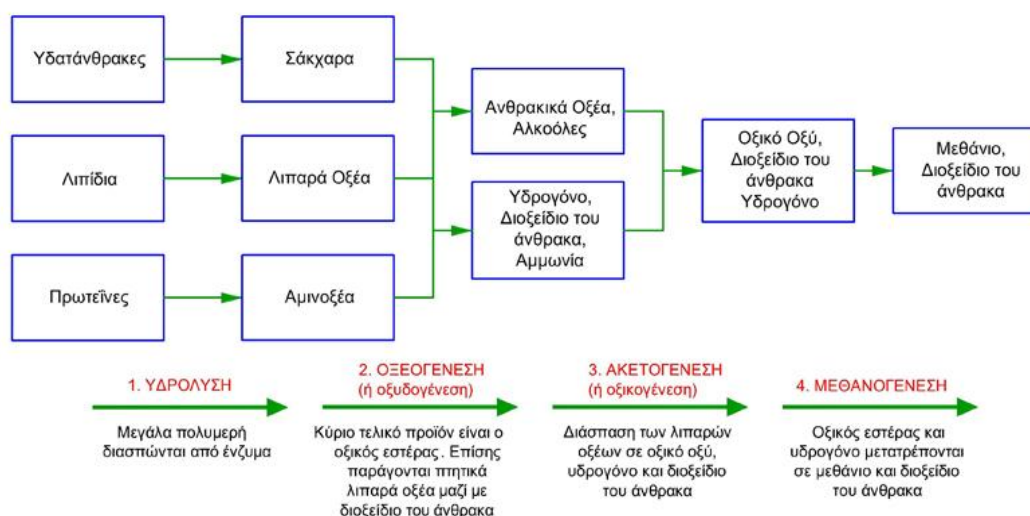 Υδατάνθρακες
Σάκχαρα
Λιπίδια
Λιπαρά Οξέα
Πρωτεΐνες
Αμινοξέα
Ανθρακικά Οξέα,
Αλκοόλες
Υδρογόνο,
Διοξείδιο του
άνθρακα,
Αμμωνία
Οξικό Οξύ,
Διοξείδιο του
άνθρακα
Υδρογόνο
Μεθάνιο,
Διοξείδιο του
άνθρακα
1. ΥΔΡΟΛΥΣΗ
Μεγάλα πολυμερή
διασπώνται από ένζυμα
2. ΟΞΕΟΓΕΝΕΣΗ
(ή οξυδογένεση)
Κύριο τελικό προϊόν είναι ο
οξικός εστέρας. Επίσης
παράγονται πτητικά
λιπαρά οξέα μαζί με
διοξείδιο του άνθρακα
3. ΑΚΕΤΟΓΕΝΕΣΗ
(ή οξικογένεση)
Διάσπαση των λιπαρών
οξέων σε οξικό οξύ,
υδρογόνο και διοξείδιο
του άνθρακα
4. ΜΕΘΑΝΟΓΕΝΕΣΗ
Οξικός εστέρας και
υδρογόνο μετατρέπονται
σε μεθάνιο και διοξείδιο
του άνθρακα